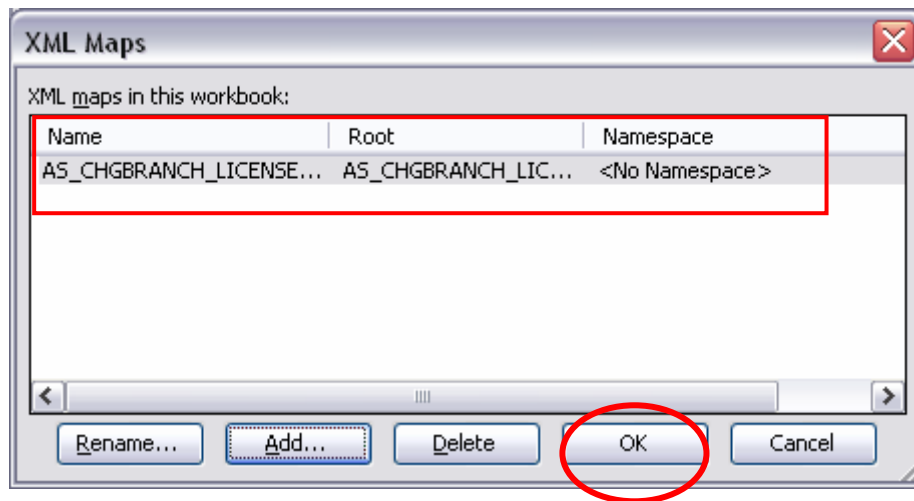 XML Maps
XML maps in this workbook:
Name Root Namespace
AS_CHGBRANCH_LICENSE... AS_CHGBRANCH_LIC... <No Namespace>
Rename... Add... Delete OK Cancel